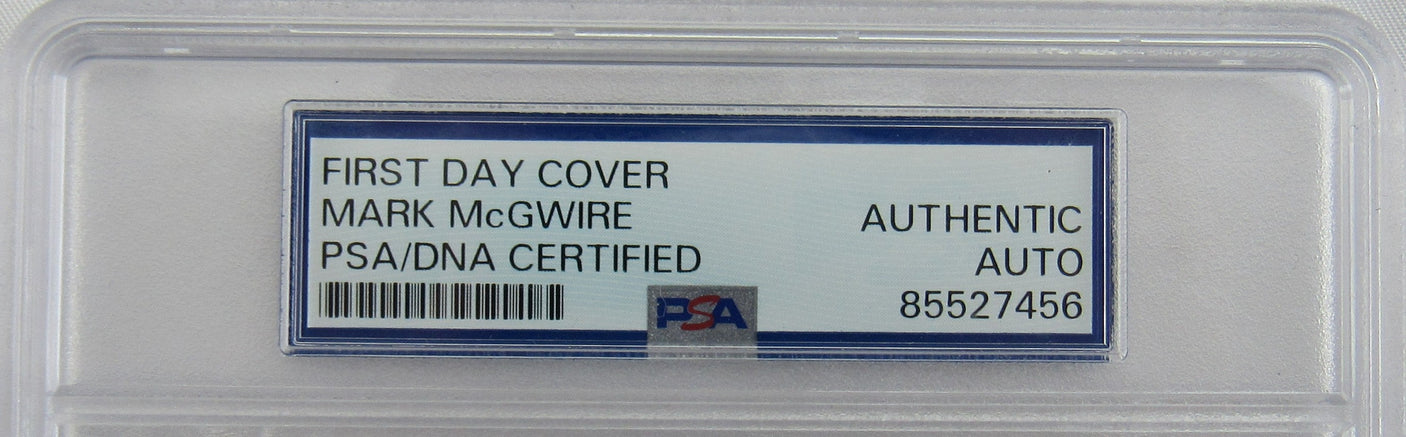 FIRST DAY COVER
MARK McGWIRE
PSA/DNA CERTIFIED
AUTHENTIC
AUTO
85527456
PSA